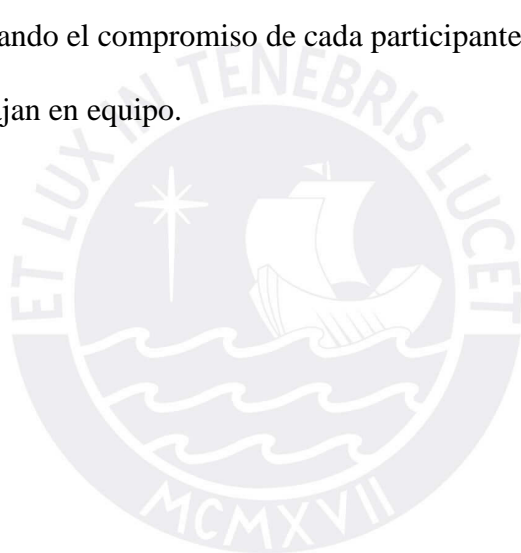 ando el compromiso de cada participante
jan en equipo.
ET LUX IN TENEBRIS LUCET
MCMXVII